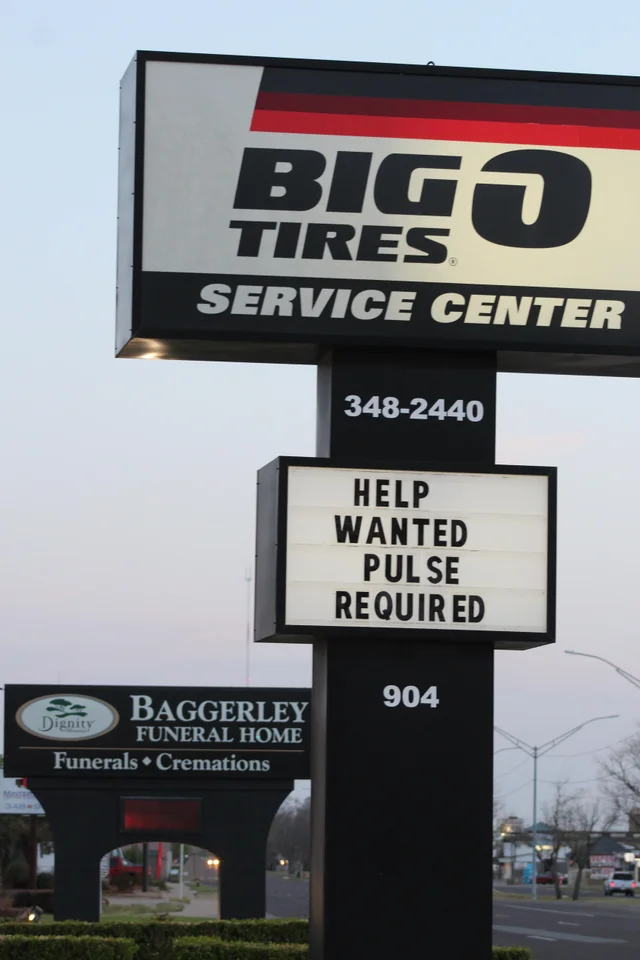 BIG O
TIRES®
SERVICE CENTER
348-2440
HELP
WANTED
PULSE
REQUIRED
904
Dignity
BAGGERLEY
FUNERAL HOME
Funerals ♦ Cremations